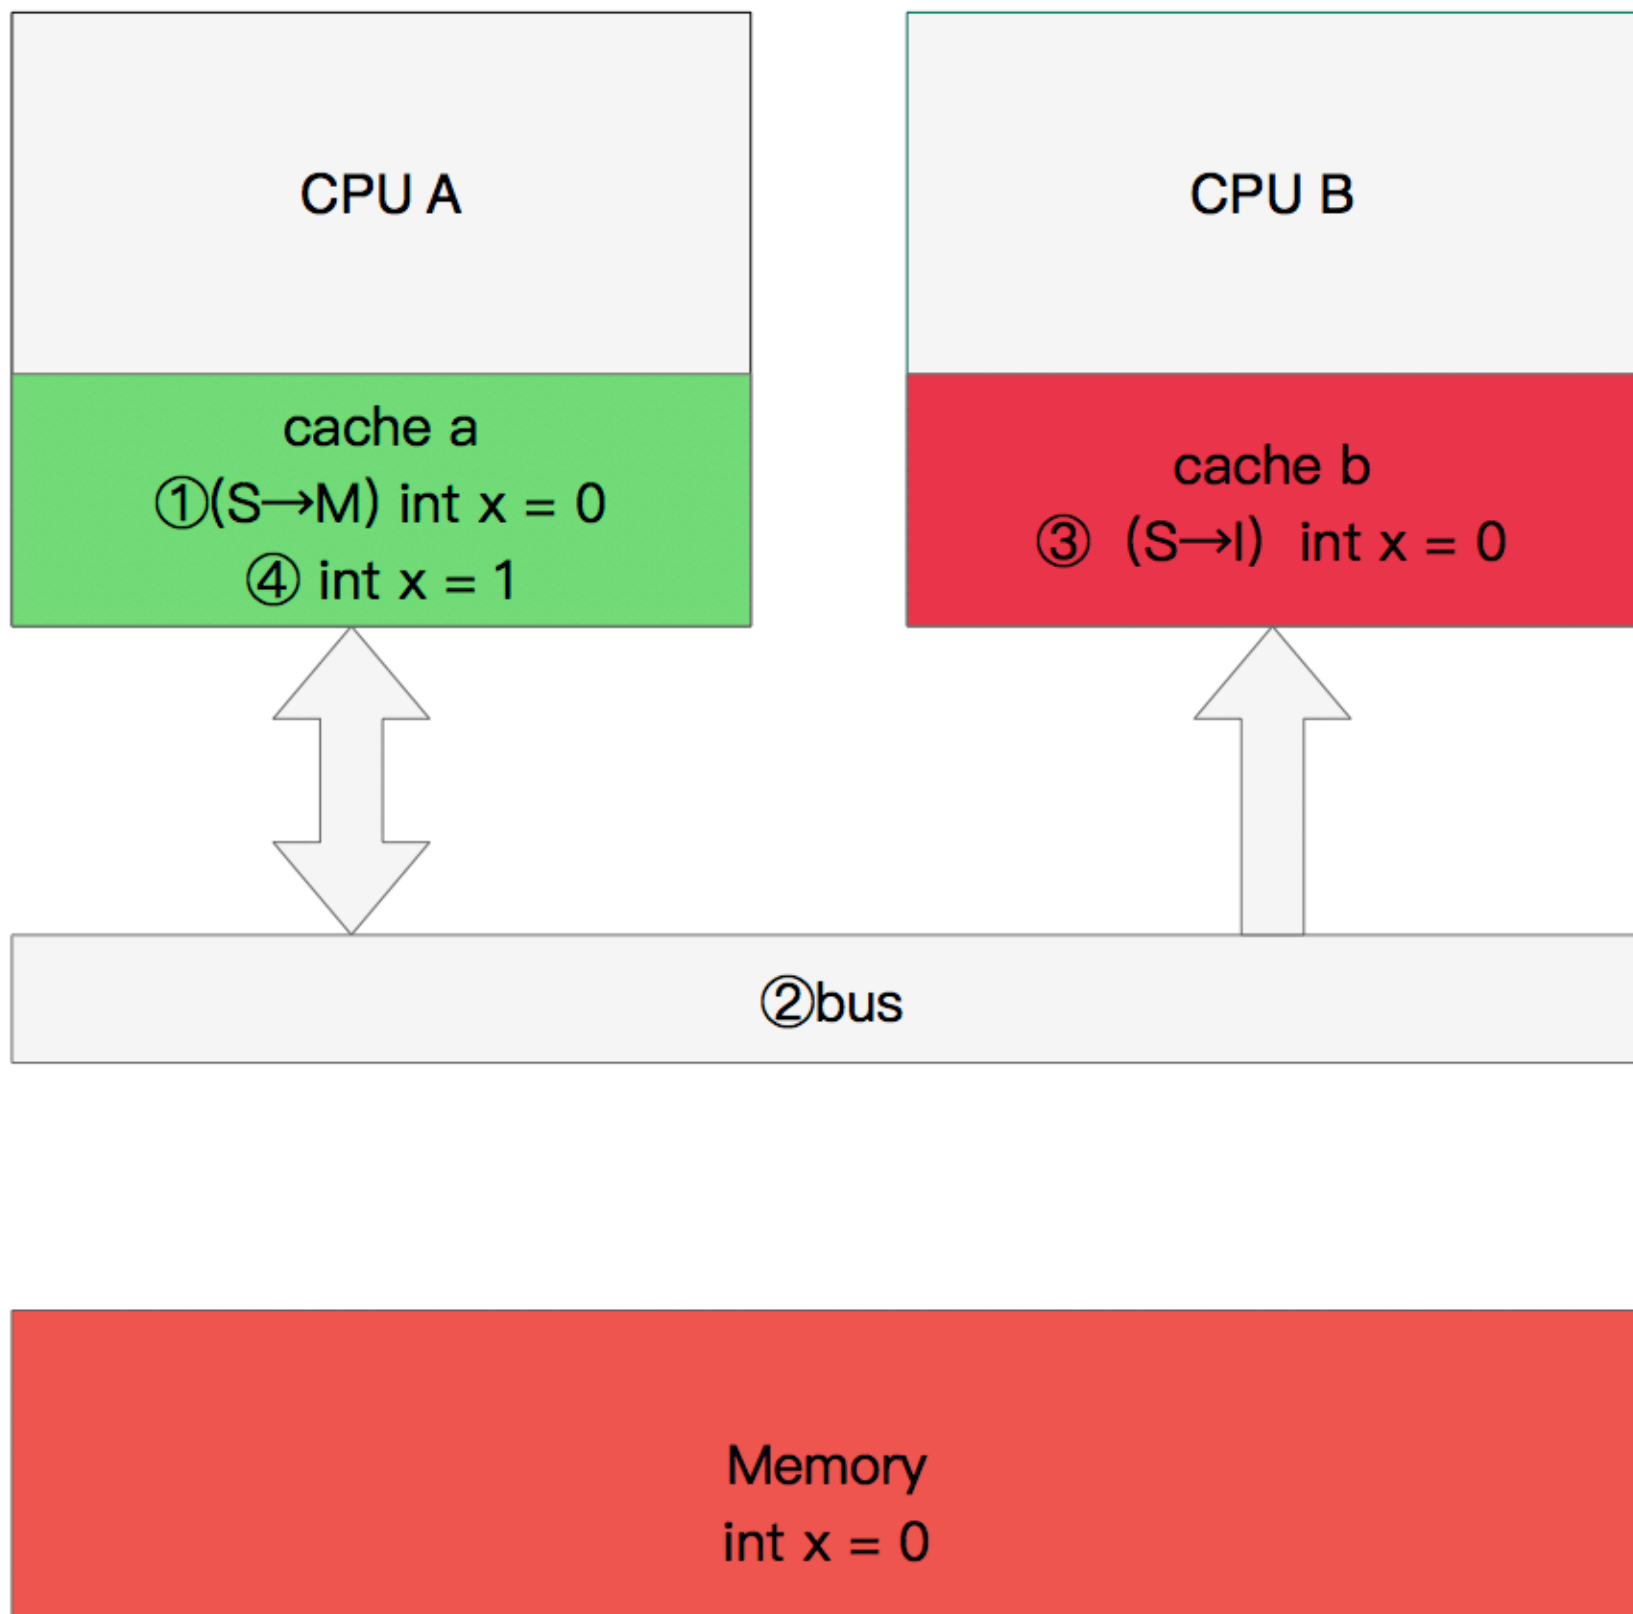 CPU A
CPU B
cache a
①(S→M) int x = 0
④ int x = 1
cache b
③ (S→I) int x = 0
②bus
Memory
int x = 0